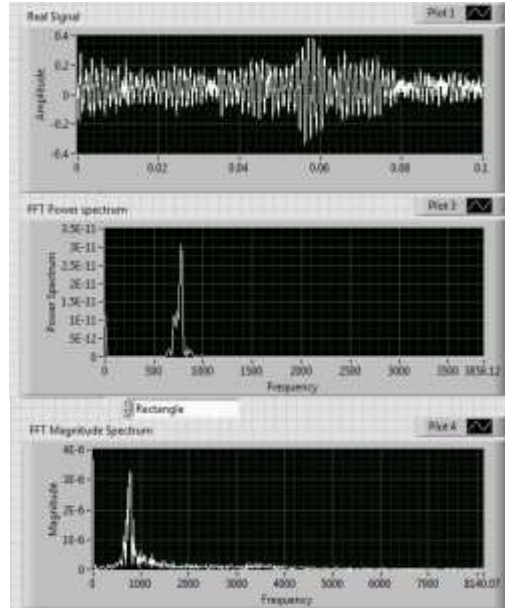 Real Signal Plot 1
Amplitude
0.4
0.2
0
-0.2
-0.4
0 0.02 0.04 0.06 0.08 0.1
FFT Power spectrum Plot 3
Power Spectrum
3.5E-11
3E-11
2.5E-11
2E-11
1.5E-11
1E-11
5E-12
0
0 500 1000 1500 2000 2500 3000 3500
Frequency
Rectangle
FFT Magnitude Spectrum Plot 4
Magnitude
4E-6
3E-6
2E-6
1E-6
0
0 1000 2000 3000 4000 5000 6000 7000 8140.07
Frequency